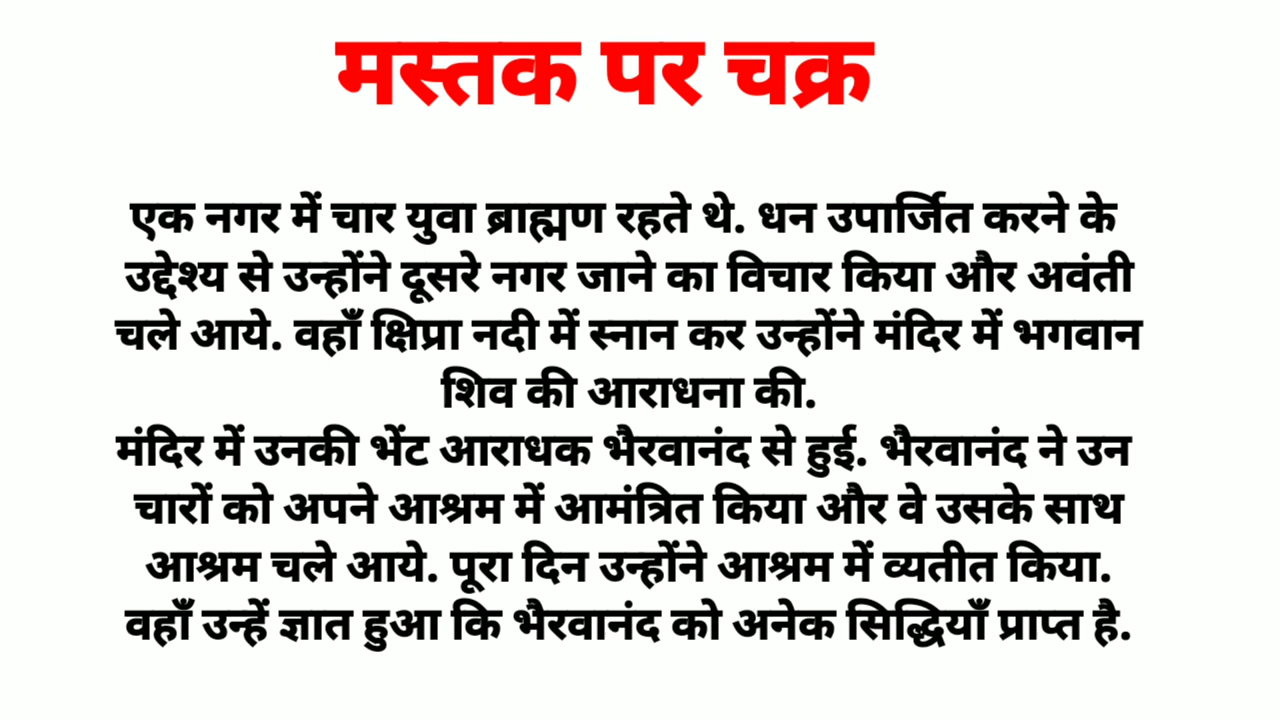 मस्तक पर चक्र
एक नगर में चार युवा ब्राह्मण रहते थे. धन उपार्जित करने के
उद्देश्य से उन्होंने दूसरे नगर जाने का विचार किया और अवंती
चले आये. वहाँ क्षिप्रा नदी में स्नान कर उन्होंने मंदिर में भगवान
शिव की आराधना की.
मंदिर में उनकी भेंट आराधक भैरवानंद से हुई. भैरवानंद ने उन
चारों को अपने आश्रम में आमंत्रित किया और वे उसके साथ
आश्रम चले आये. पूरा दिन उन्होंने आश्रम में व्यतीत किया.
वहाँ उन्हें ज्ञात हुआ कि भैरवानंद को अनेक सिद्धियाँ प्राप्त है.